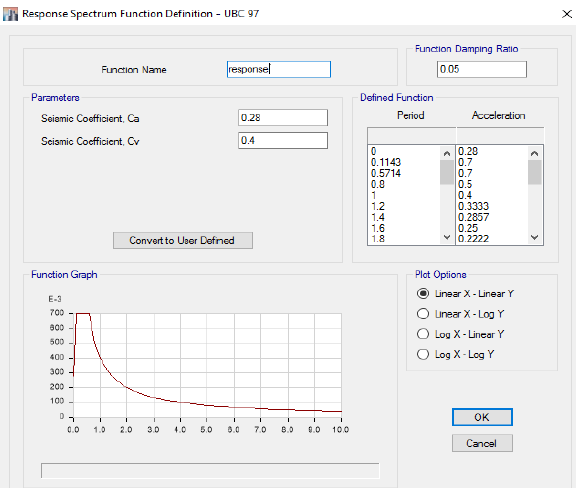 Response Spectrum Function Definition - UBC 97
Function Name
response
Function Damping Ratio
0.05
Parameters
Seismic Coefficient, Ca
0.28
Seismic Coefficient, Cv
0.4
Convert to User Defined
Defined Function
Period Acceleration
0 0.28
0.1143 0.7
0.5714 0.7
0.8 0.5
1 0.4
1.2 0.3333
1.4 0.2857
1.6 0.25
1.8 0.2222
Function Graph
E-3
700
600
500
400
300
200
100
0
0.0 1.0 2.0 3.0 4.0 5.0 6.0 7.0 8.0 9.0 10.0
Plot Options
Linear X - Linear Y
Linear X - Log Y
Log X - Linear Y
Log X - Log Y
OK
Cancel